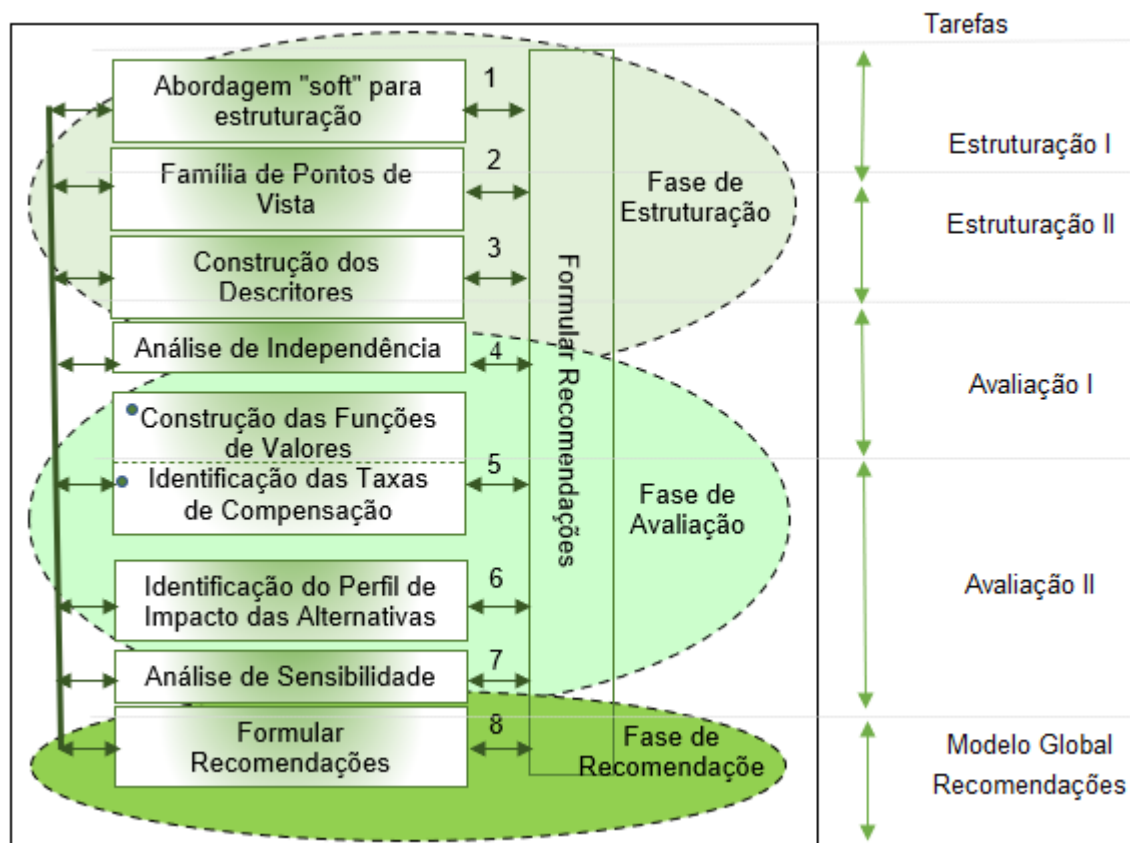 Tarefas
Abordagem "soft" para
estruturação
1
Família de Pontos de
Vista
2
Construção dos
Descritores
3
Análise de Independência
4
Construção das Funções
de Valores
Identificação das Taxas
de Compensação
5
Identificação do Perfil de
Impacto das Alternativas
6
Análise de Sensibilidade
7
Formular
Recomendações
8
Formular Recomendações
Fase de
Estruturação
Fase de
Avaliação
Fase de
Recomendaçõe
Estruturação I
Estruturação II
Avaliação I
Avaliação II
Modelo Global
Recomendações